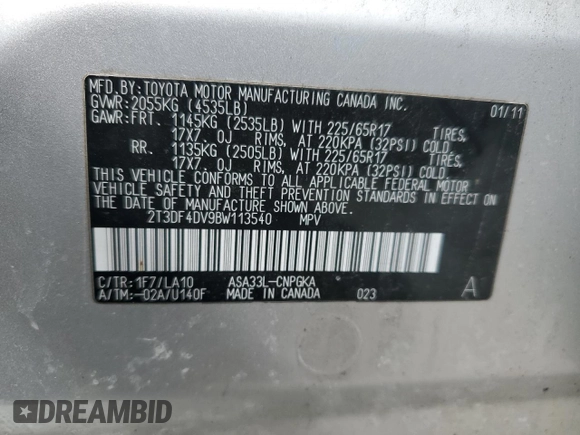 MFD.BY:TOYOTA MOTOR MANUFACTURING CANADA INC.
GVWR:2055KG (4535LB) 01/11
GAWR:FRT. 1145KG (2535LB) WITH 225/65R17 TIRES,
17X7. OJ RIMS, AT 220KPA (32PSI) COLD
RR. 1135KG (2505LB) WITH 225/65R17 TIRES,
17X7. OJ RIMS, AT 220KPA (32PSI) COLD.
THIS VEHICLE CONFORMS TO ALL APPLICABLE FEDERAL MOTOR
VEHICLE SAFETY AND THEFT PREVENTION STANDARDS IN EFFECT ON
THE DATE OF MANUFACTURE SHOWN ABOVE.
2T3DF4DV9BW113540 MPV
C/TR:1F7/LA10 ASA33L-CNPGKA
A/TM:-02A/U140F MADE IN CANADA 023 A
DREAMBID